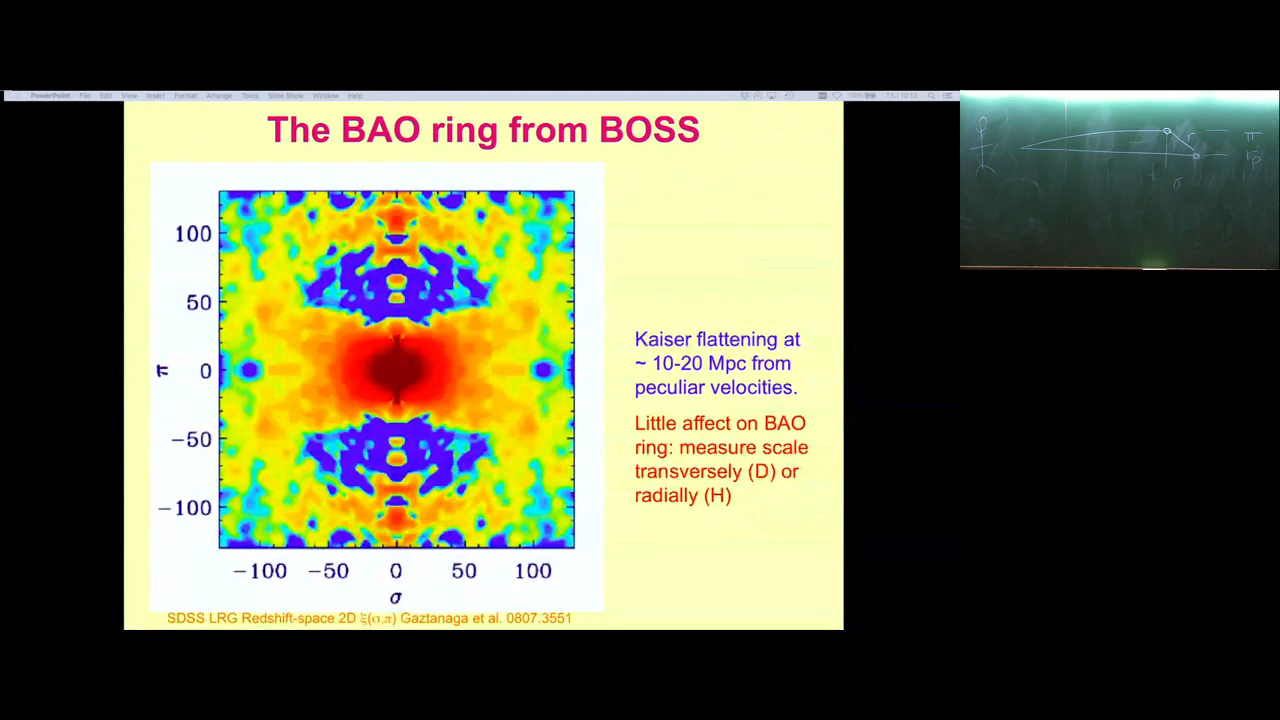 PowerPoint File Edit View Insert Format Arrange Tools Slide Show Window Help
The BAO ring from BOSS
100
50
π 0
−50
−100
−100 −50 0 50 100
σ
Kaiser flattening at
~ 10-20 Mpc from
peculiar velocities.
Little affect on BAO
ring: measure scale
transversely (D) or
radially (H)
SDSS LRG Redshift-space 2D ξ(σ,π) Gaztanaga et al. 0807.3551
r π
r_p
σ